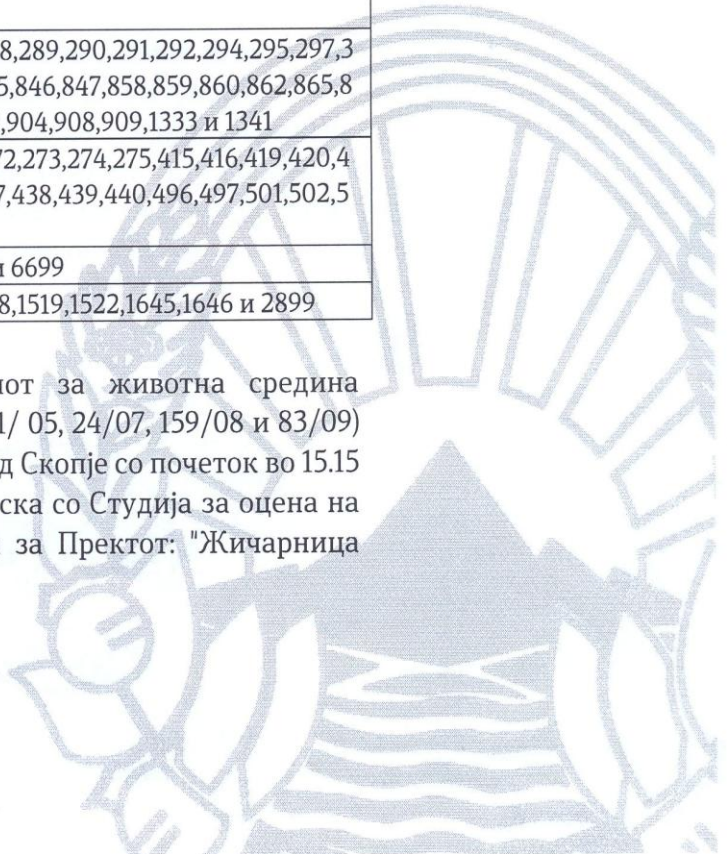 8,289,290,291,292,294,295,297,3
5,846,847,858,859,860,862,865,8
,904,908,909,1333 и 1341
72,273,274,275,415,416,419,420,4
7,438,439,440,496,497,501,502,5
и 6699
8,1519,1522,1645,1646 и 2899
за животна средина
1/ 05, 24/07, 159/08 и 83/09)
д Скопје со почеток во 15.15
ска со Студија за оцена на
за Пректот: "Жичарница